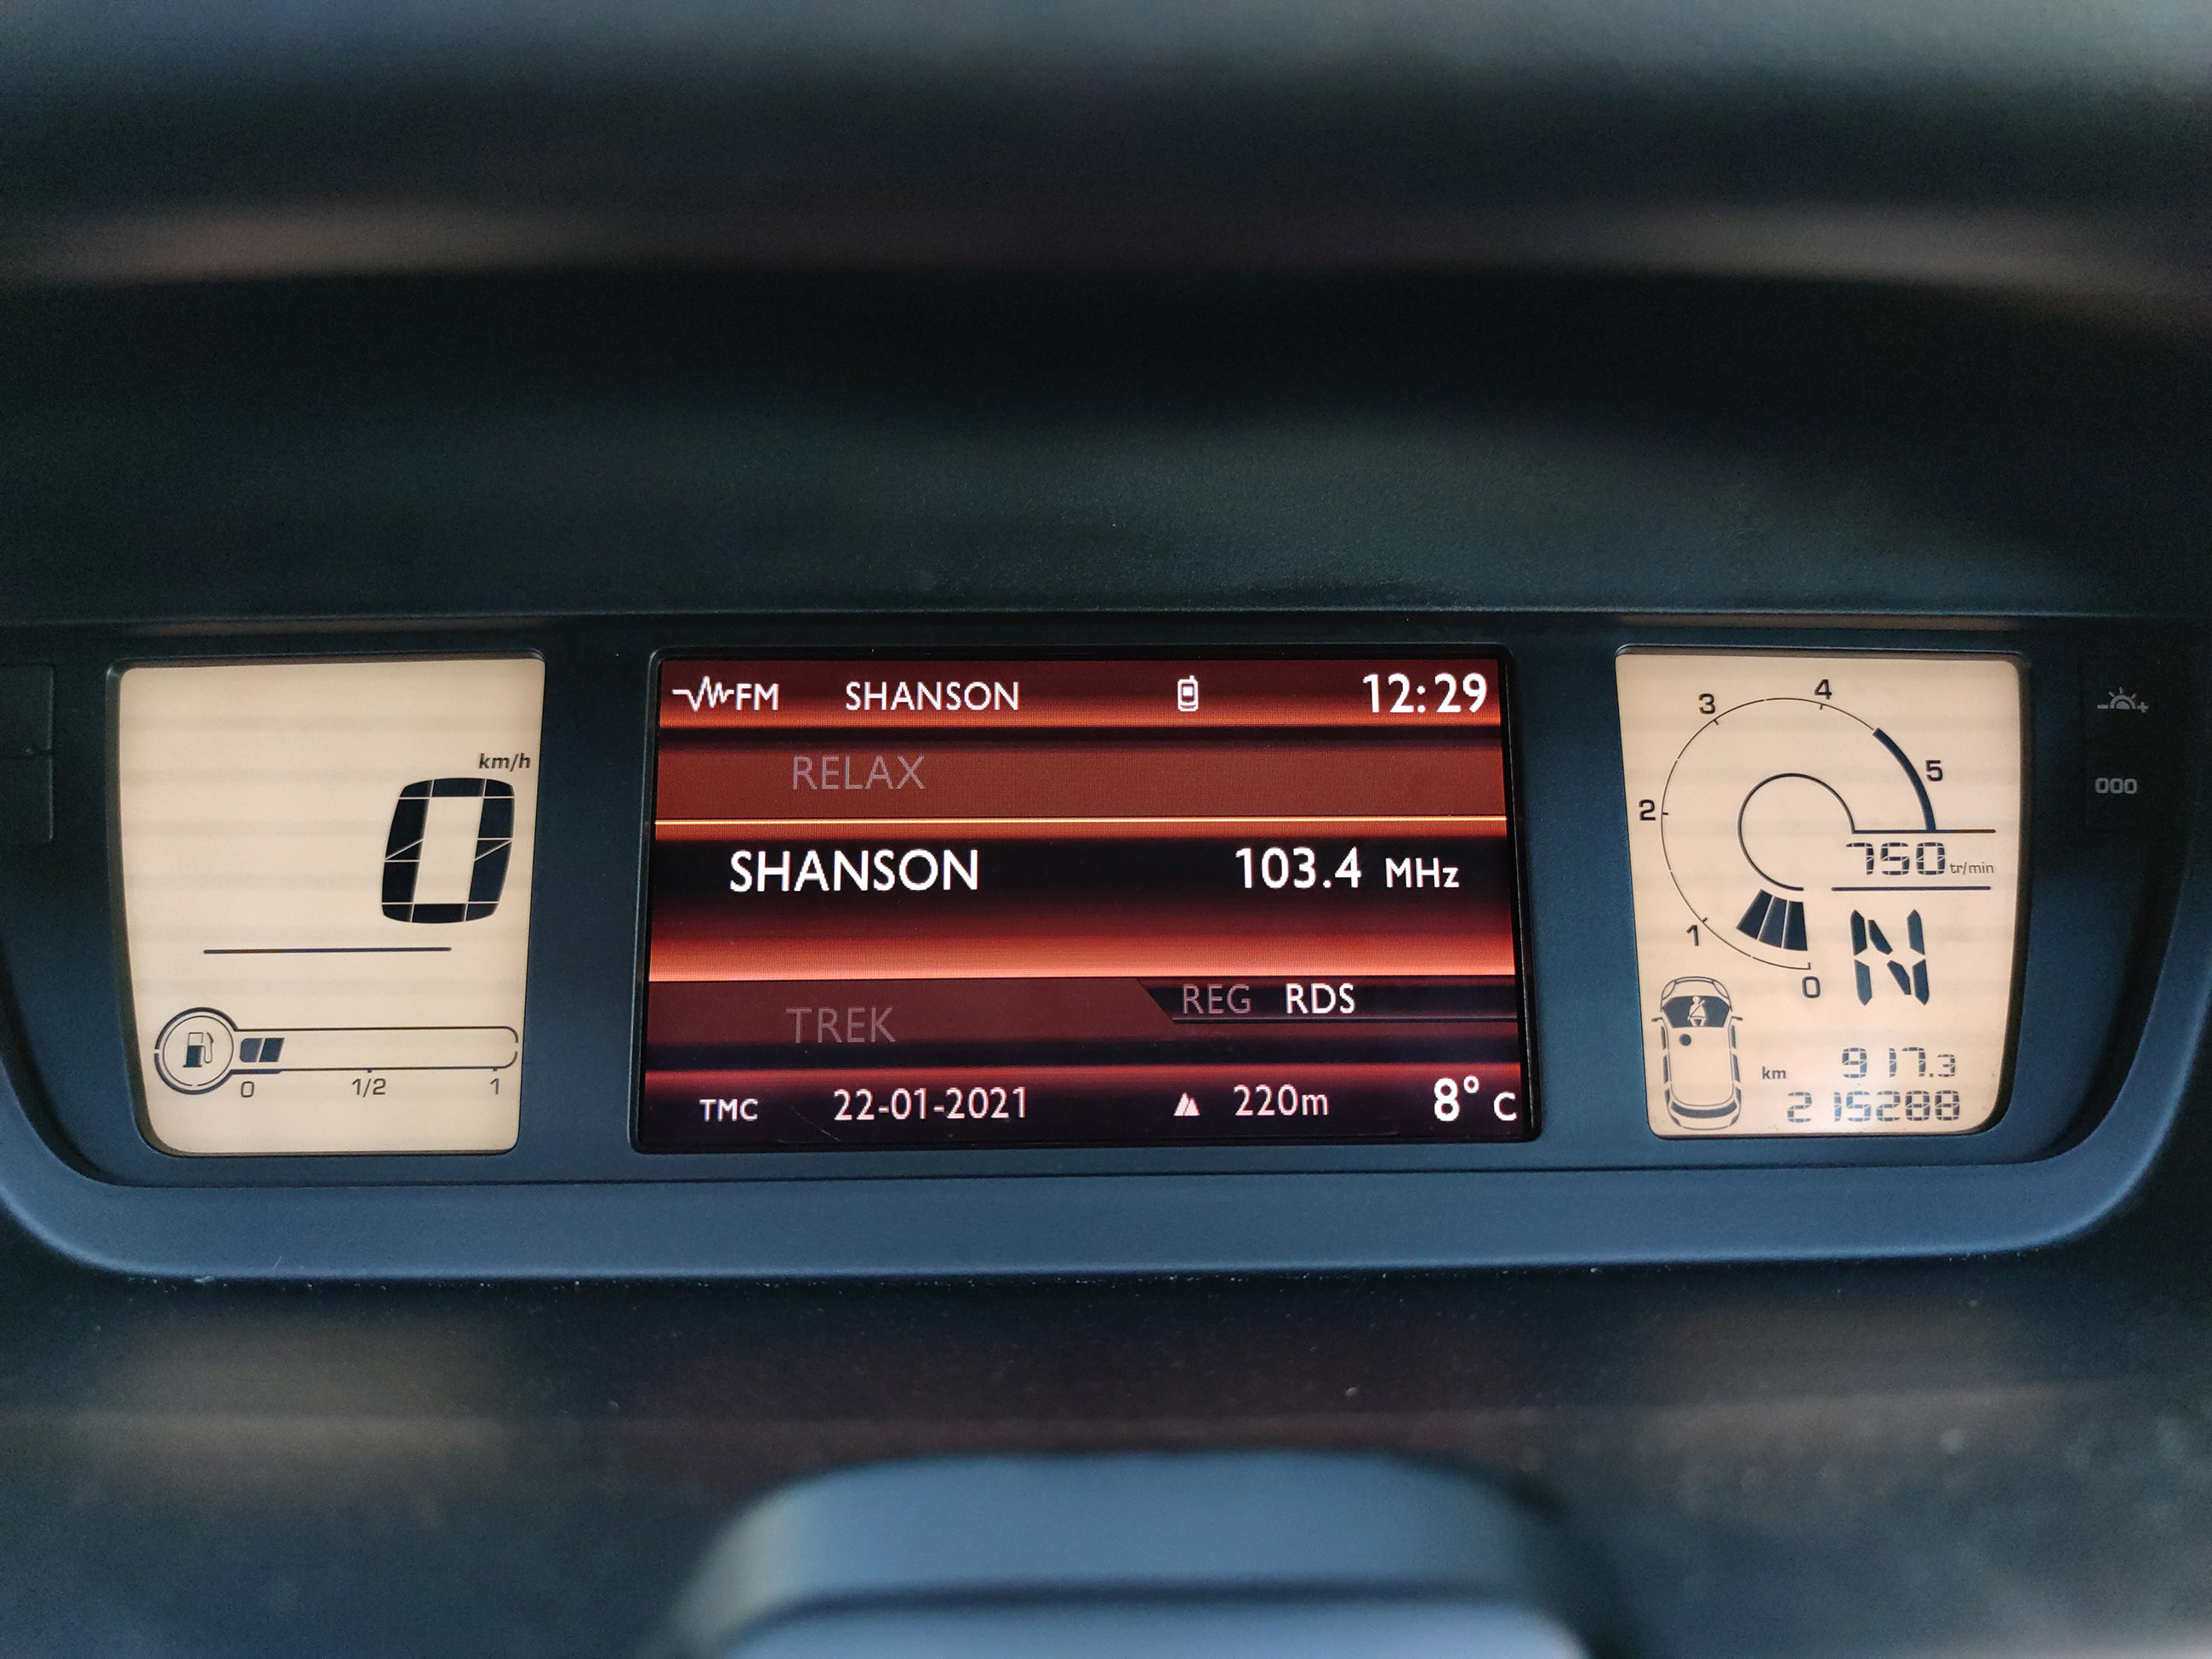 km/h
0
0 1/2 1
FM SHANSON 12:29
RELAX
SHANSON 103.4 MHz
REG RDS
TREK
TMC 22-01-2021 220m 8° C
0 1 2 3 4 5
750 tr/min
N
km 917.3
215288
- +
000